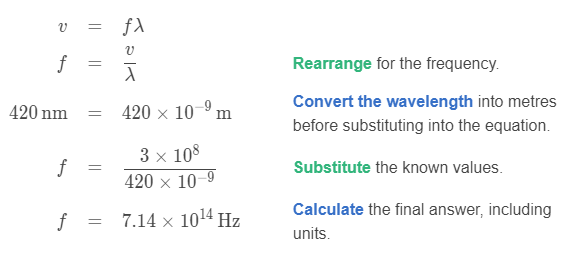 v = fλ
f = v/λ Rearrange for the frequency.
420 nm = 420 × 10⁻⁹ m Convert the wavelength into metres
before substituting into the equation.
f = 3 × 10⁸ / 420 × 10⁻⁹ Substitute the known values.
f = 7.14 × 10¹⁴ Hz Calculate the final answer, including
units.